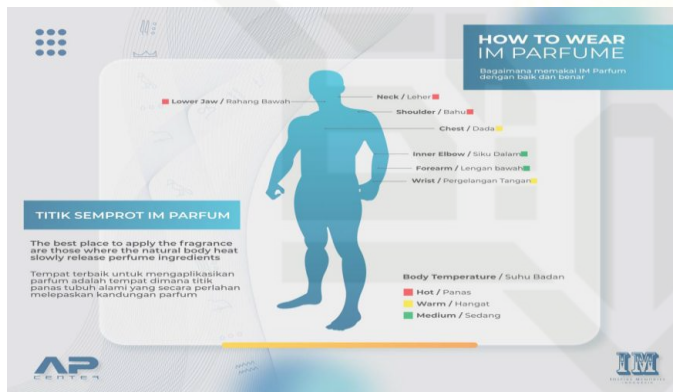 HOW TO WEAR
IM PARFUME
Bagaimana memakai IM Parfum
dengan baik dan benar
Neck / Leher
Lower Jaw / Rahang Bawah
Shoulder / Bahu
Chest / Dada
Inner Elbow / Siku Dalam
Forearm / Lengan bawah
Wrist / Pergelangan Tangan
TITIK SEMPROT IM PARFUM
The best place to apply the fragrance
are those where the natural body heat
slowly release perfume ingredients
Tempat terbaik untuk mengaplikasikan
parfum adalah tempat dimana titik
panas tubuh alami yang secara perlahan
melepaskan kandungan parfum
Body Temperature / Suhu Badan
Hot / Panas
Warm / Hangat
Medium / Sedang
AP
CENTER
IM